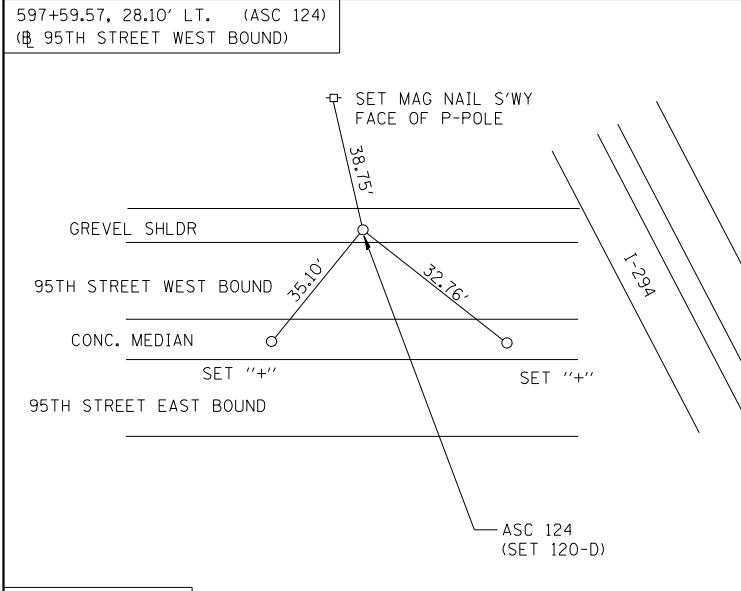 597+59.57, 28.10' LT. (ASC 124)
(℄ 95TH STREET WEST BOUND)
SET MAG NAIL S'WY
FACE OF P-POLE
38.75'
GREVEL SHLDR
I-294
95TH STREET WEST BOUND
35.10'
32.76'
CONC. MEDIAN
SET "+"
SET "+"
95TH STREET EAST BOUND
ASC 124
(SET 120-D)